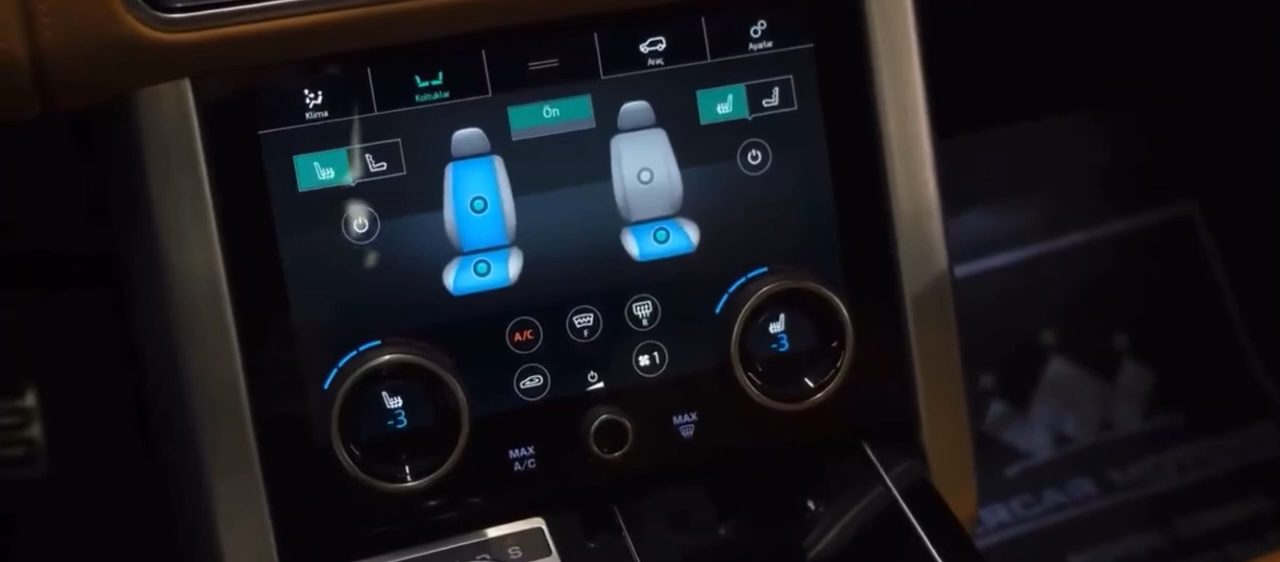 Klima
Koltuklar
Araç
Ayarlar
Ön
A/C
F
R
1
-3
-3
MAX
A/C
MAX
S